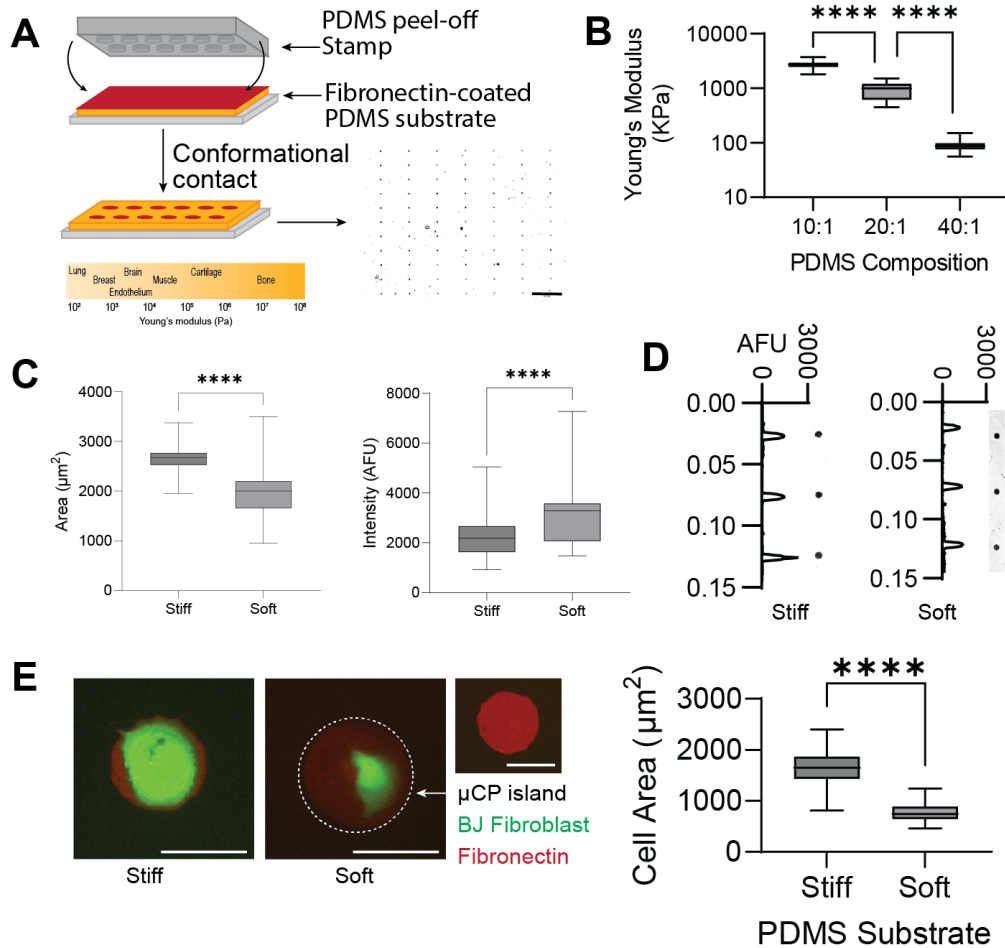 A
PDMS peel-off
Stamp
Fibronectin-coated
PDMS substrate
Conformational
contact
Lung
Breast
Brain
Endothelium
Muscle
Cartilage
Bone
10² 10³ 10⁴ 10⁵ 10⁶ 10⁷ 10⁸
Young's modulus (Pa)
B
**** ****
Young's Modulus
(KPa)
10000
1000
100
10
10:1 20:1 40:1
PDMS Composition
C
****
Area (µm²)
4000
3000
2000
1000
0
Stiff Soft
****
Intensity (AFU)
8000
6000
4000
2000
0
Stiff Soft
D
AFU
0 3000
0.00
0.05
0.10
0.15
Stiff
0 3000
0.00
0.05
0.10
0.15
Soft
E
Stiff
Soft
µCP island
BJ Fibroblast
Fibronectin
****
Cell Area (µm²)
3000
2000
1000
0
Stiff Soft
PDMS Substrate